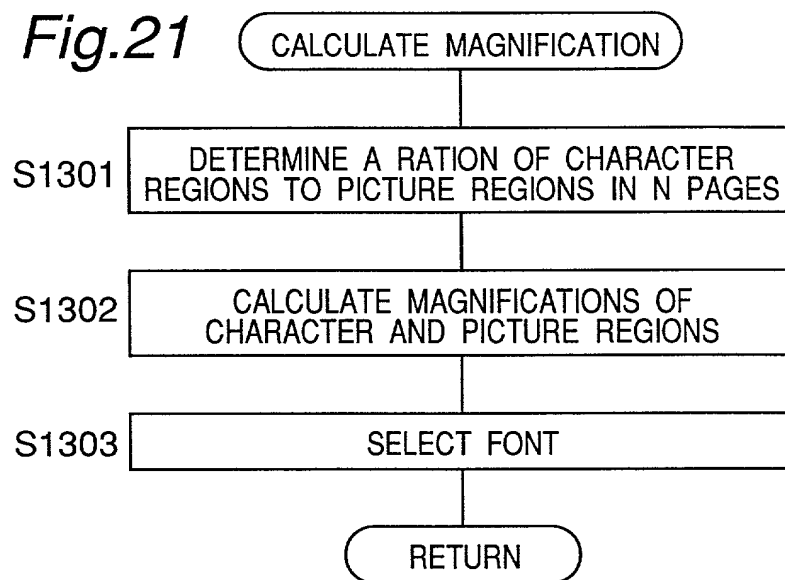 Fig.21
CALCULATE MAGNIFICATION
S1301
DETERMINE A RATION OF CHARACTER
REGIONS TO PICTURE REGIONS IN N PAGES
S1302
CALCULATE MAGNIFICATIONS OF
CHARACTER AND PICTURE REGIONS
S1303
SELECT FONT
RETURN